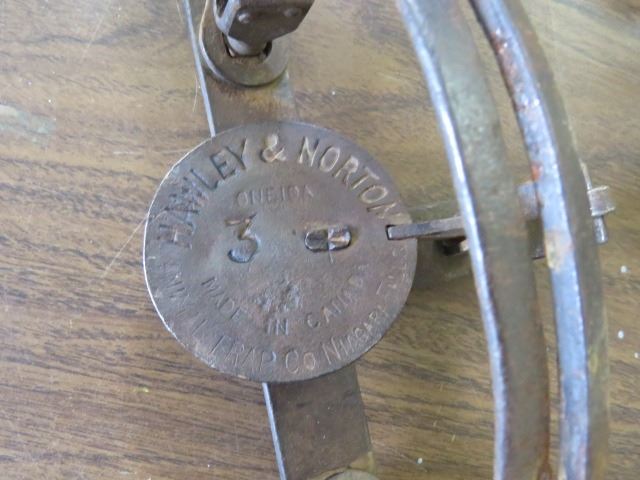 HAWLEY & NORTON
ONEIDA
3
MADE IN CANADA
TRAP CO NIAGARA